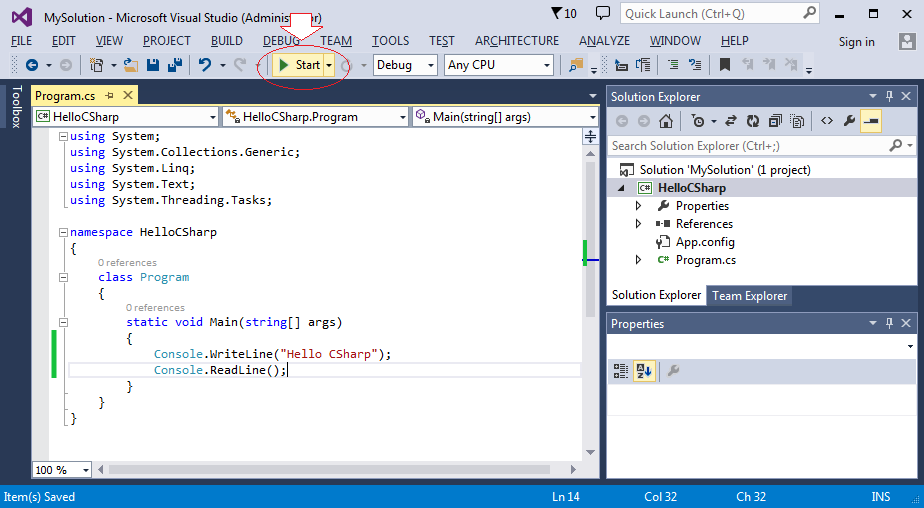 MySolution - Microsoft Visual Studio (Administrator)
10
Quick Launch (Ctrl+Q)
FILE EDIT VIEW PROJECT BUILD DEBUG TEAM TOOLS TEST ARCHITECTURE ANALYZE WINDOW HELP Sign in
Start Debug Any CPU
Toolbox
Program.cs
HelloCSharp HelloCSharp.Program Main(string[] args)
using System;
using System.Collections.Generic;
using System.Linq;
using System.Text;
using System.Threading.Tasks;
namespace HelloCSharp
{
0 references
class Program
{
0 references
static void Main(string[] args)
{
Console.WriteLine("Hello CSharp");
Console.ReadLine();
}
}
}
100 %
Solution Explorer
Search Solution Explorer (Ctrl+;)
Solution 'MySolution' (1 project)
C# HelloCSharp
Properties
References
App.config
C# Program.cs
Solution Explorer Team Explorer
Properties
Item(s) Saved Ln 14 Col 32 Ch 32 INS